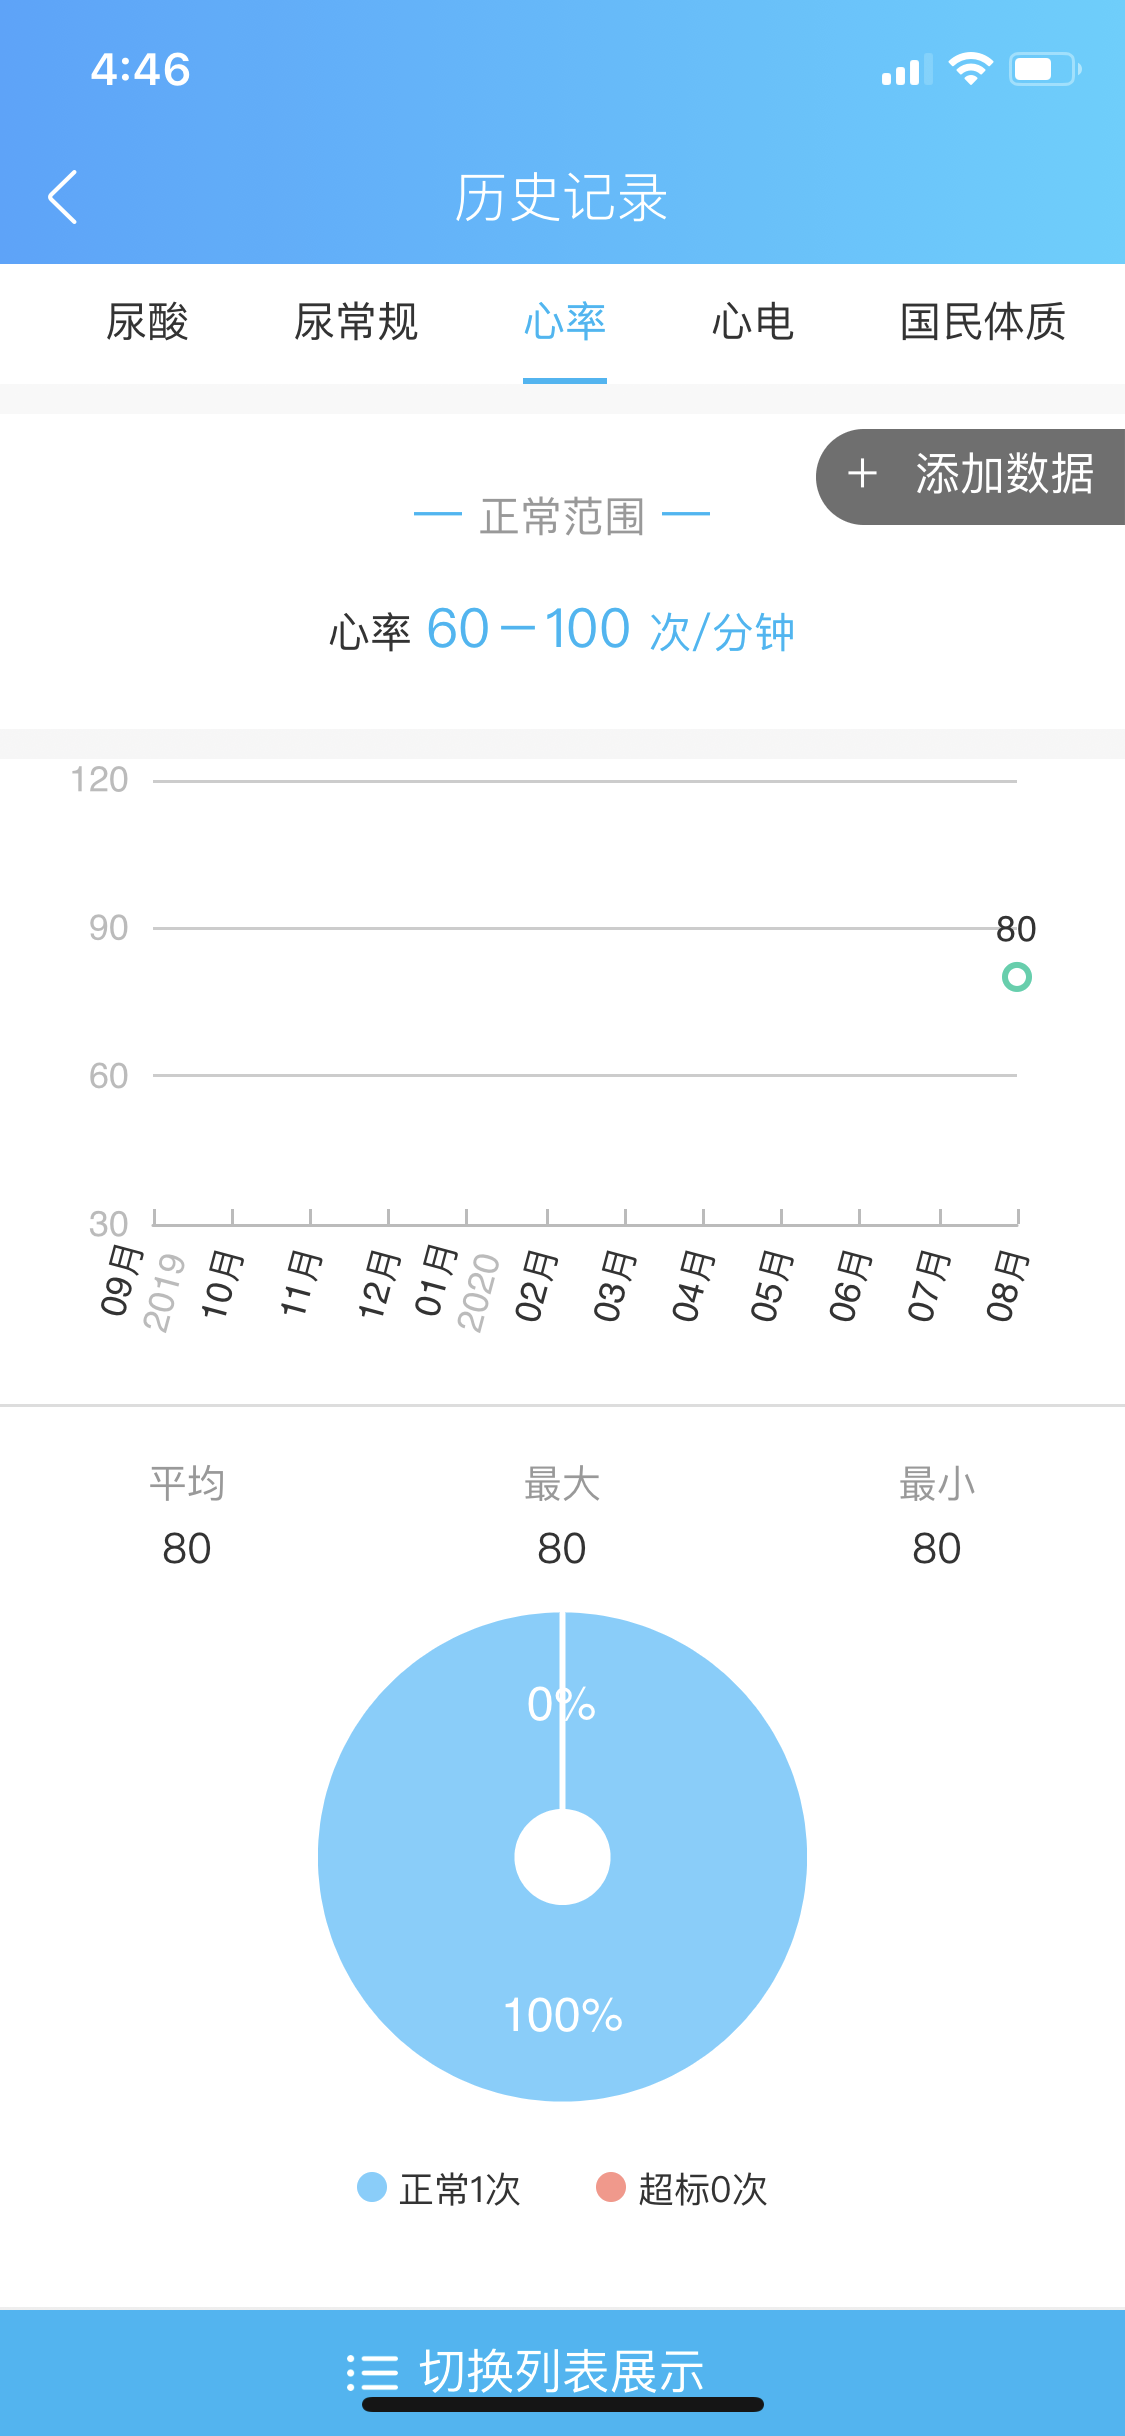 4:46
历史记录
尿酸 尿常规 心率 心电 国民体质
+ 添加数据
正常范围
心率 60-100 次/分钟
120
90
80
60
30
09月 2019 10月 11月 12月 01月 2020 02月 03月 04月 05月 06月 07月 08月
平均 最大 最小
80 80 80
0%
100%
正常1次 超标0次
切换列表展示